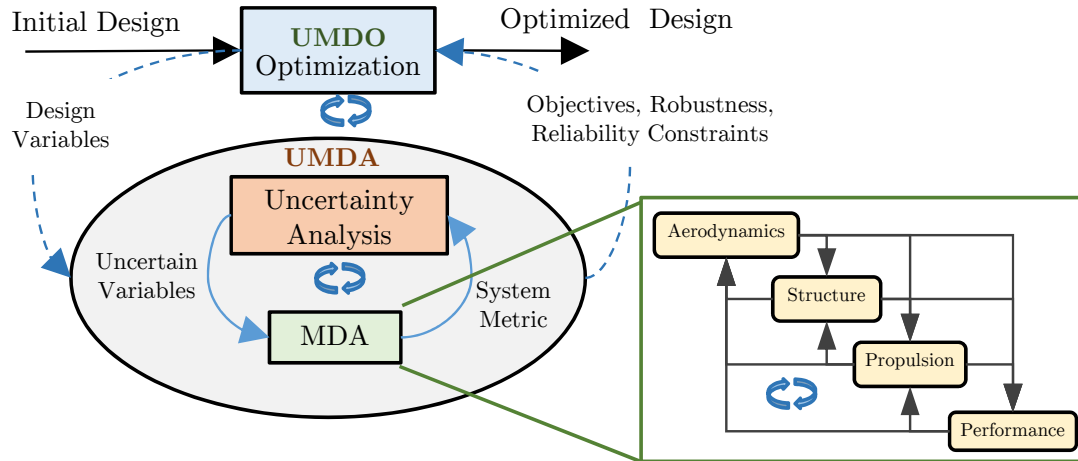 Initial Design
UMDO
Optimization
Optimized Design
Design
Variables
Objectives, Robustness,
Reliability Constraints
UMDA
Uncertainty
Analysis
Uncertain
Variables
System
Metric
MDA
Aerodynamics
Structure
Propulsion
Performance